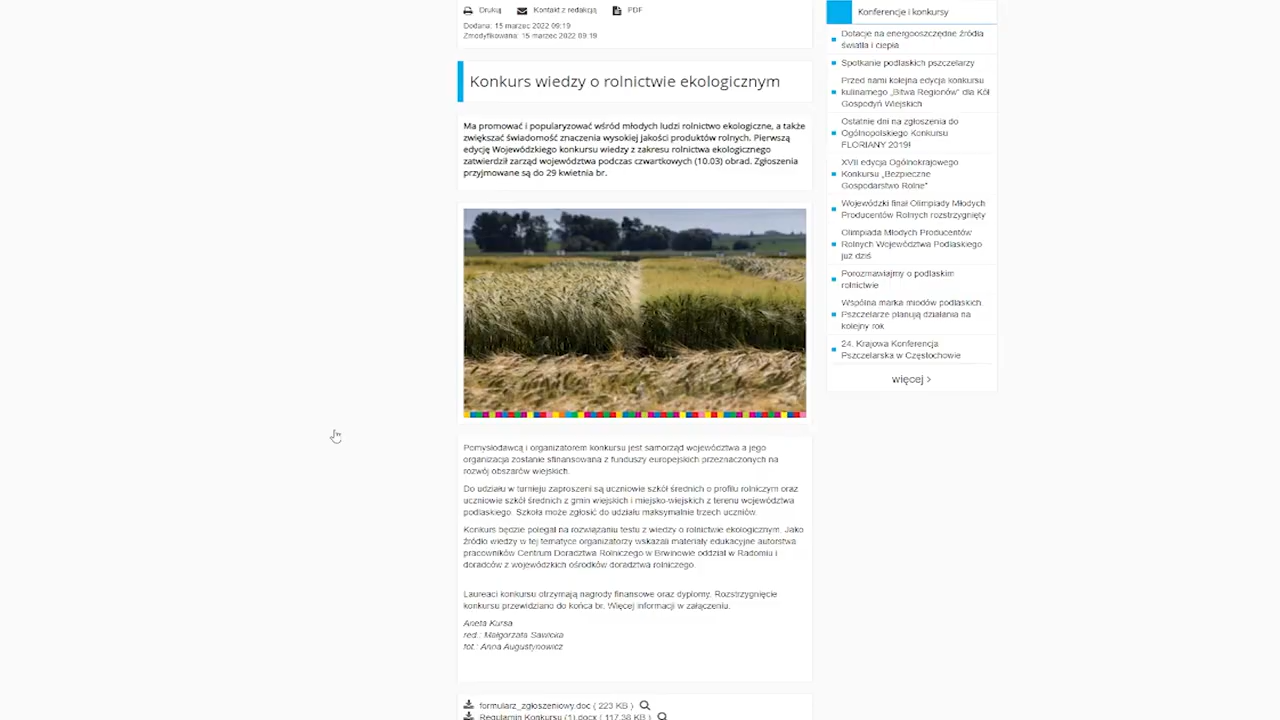 Drukuj Kontakt z redakcją PDF
Dodana: 15 marzec 2022 09:19
Zmodyfikowana: 15 marzec 2022 09:19
Konkurs wiedzy o rolnictwie ekologicznym
Ma promować i popularyzować wśród młodych ludzi rolnictwo ekologiczne, a także
zwiększać świadomość znaczenia wysokiej jakości produktów rolnych. Pierwszą
edycję Wojewódzkiego konkursu wiedzy z zakresu rolnictwa ekologicznego
zatwierdził zarząd województwa podczas czwartkowych (10.03) obrad. Zgłoszenia
przyjmowane są do 29 kwietnia br.
Pomysłodawcą i organizatorem konkursu jest samorząd województwa a jego
organizacja zostanie sfinansowana z funduszy europejskich przeznaczonych na
rozwój obszarów wiejskich.
Do udziału w turnieju zaproszeni są uczniowie szkół średnich o profilu rolniczym oraz
uczniowie szkół średnich z gmin wiejskich i miejsko-wiejskich z terenu województwa
podlaskiego. Szkoła może zgłosić do udziału maksymalnie trzech uczniów.
Konkurs będzie polegał na rozwiązaniu testu z wiedzy o rolnictwie ekologicznym. Jako
źródło wiedzy w tej tematyce organizatorzy wskazali materiały edukacyjne autorstwa
pracowników Centrum Doradztwa Rolniczego w Brwinowie oddział w Radomiu i
doradców z wojewódzkich ośrodków doradztwa rolniczego.
Laureaci konkursu otrzymają nagrody finansowe oraz dyplomy. Rozstrzygnięcie
konkursu przewidziano do końca br. Więcej informacji w załączeniu.
Aneta Kursa
red.: Małgorzata Sawicka
fot.: Anna Augustynowicz
formularz_zgłoszeniowy.doc ( 223 KB )
Regulamin Konkursu (1).docx ( 117.38 KB )
Konferencje i konkursy
Dotacje na energooszczędne źródła
światła i ciepła
Spotkanie podlaskich pszczelarzy
Przed nami kolejna edycja konkursu
kulinarnego „Bitwa Regionów” dla Kół
Gospodyń Wiejskich
Ostatnie dni na zgłoszenia do
Ogólnopolskiego Konkursu
FLORIANY 2019!
XVII edycja Ogólnokrajowego
Konkursu „Bezpieczne
Gospodarstwo Rolne”
Wojewódzki finał Olimpiady Młodych
Producentów Rolnych rozstrzygnięty
Olimpiada Młodych Producentów
Rolnych Województwa Podlaskiego
już dziś
Porozmawiajmy o podlaskim
rolnictwie
Wspólna marka miodów podlaskich
Pszczelarze planują działania na
kolejny rok
24. Krajowa Konferencja
Pszczelarska w Częstochowie
więcej >